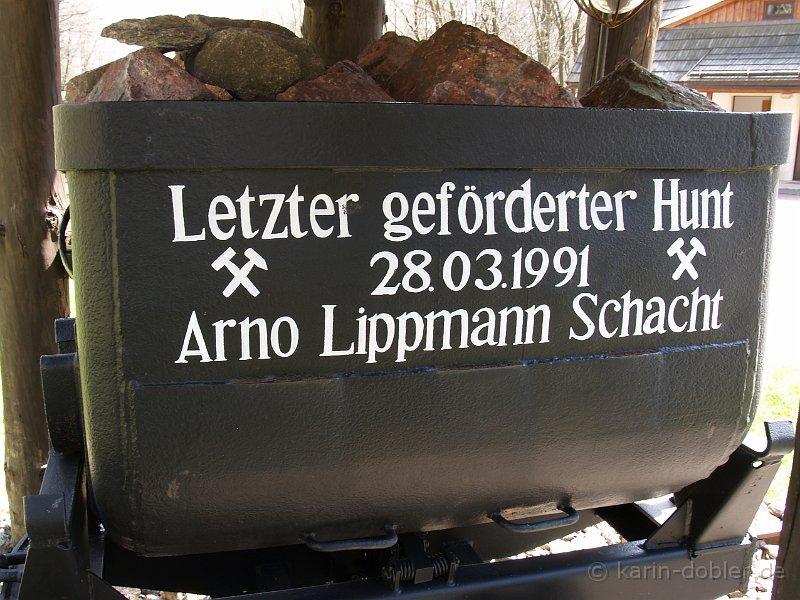 Letzter geförderter Hunt
28.03.1991
Arno Lippmann Schacht
© karin-dobler.de